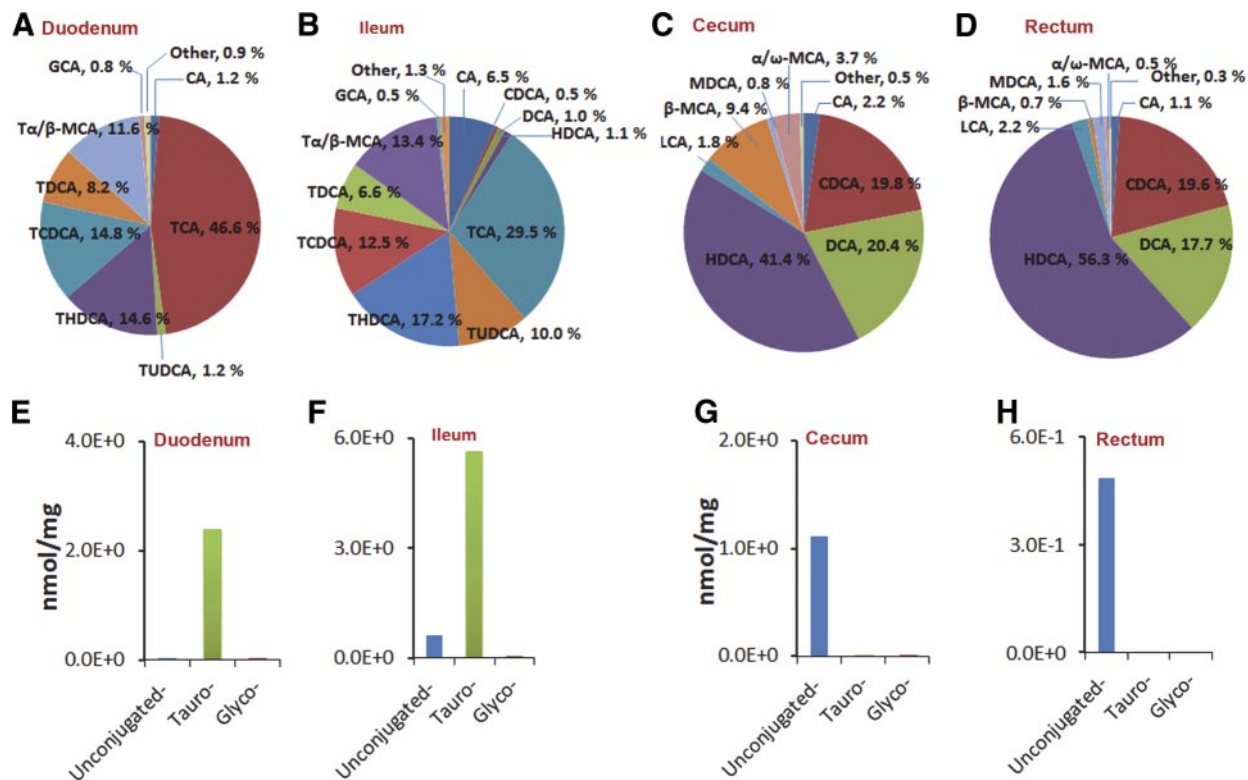 A Duodenum
Other, 0.9 %
GCA, 0.8 %
CA, 1.2 %
Tα/β-MCA, 11.6 %
TDCA, 8.2 %
TCA, 46.6 %
TCDCA, 14.8 %
THDCA, 14.6 %
TUDCA, 1.2 %
B Ileum
Other, 1.3 %
CA, 6.5 %
GCA, 0.5 %
CDCA, 0.5 %
DCA, 1.0 %
HDCA, 1.1 %
Tα/β-MCA, 13.4 %
TDCA, 6.6 %
TCA, 29.5 %
TCDCA, 12.5 %
THDCA, 17.2 %
TUDCA, 10.0 %
C Cecum
α/ω-MCA, 3.7 %
MDCA, 0.8 %
Other, 0.5 %
β-MCA, 9.4 %
CA, 2.2 %
LCA, 1.8 %
CDCA, 19.8 %
DCA, 20.4 %
HDCA, 41.4 %
D Rectum
α/ω-MCA, 0.5 %
MDCA, 1.6 %
Other, 0.3 %
β-MCA, 0.7 %
CA, 1.1 %
LCA, 2.2 %
CDCA, 19.6 %
DCA, 17.7 %
HDCA, 56.3 %
E
Duodenum
nmol/mg
4.0E+0
2.0E+0
0.0E+0
Unconjugated-
Tauro-
Glyco-
F
Ileum
6.0E+0
3.0E+0
0.0E+0
Unconjugated-
Tauro-
Glyco-
G
Cecum
nmol/mg
2.0E+0
1.0E+0
0.0E+0
Unconjugated-
Tauro-
Glyco-
H
Rectum
6.0E-1
3.0E-1
0.0E+0
Unconjugated-
Tauro-
Glyco-